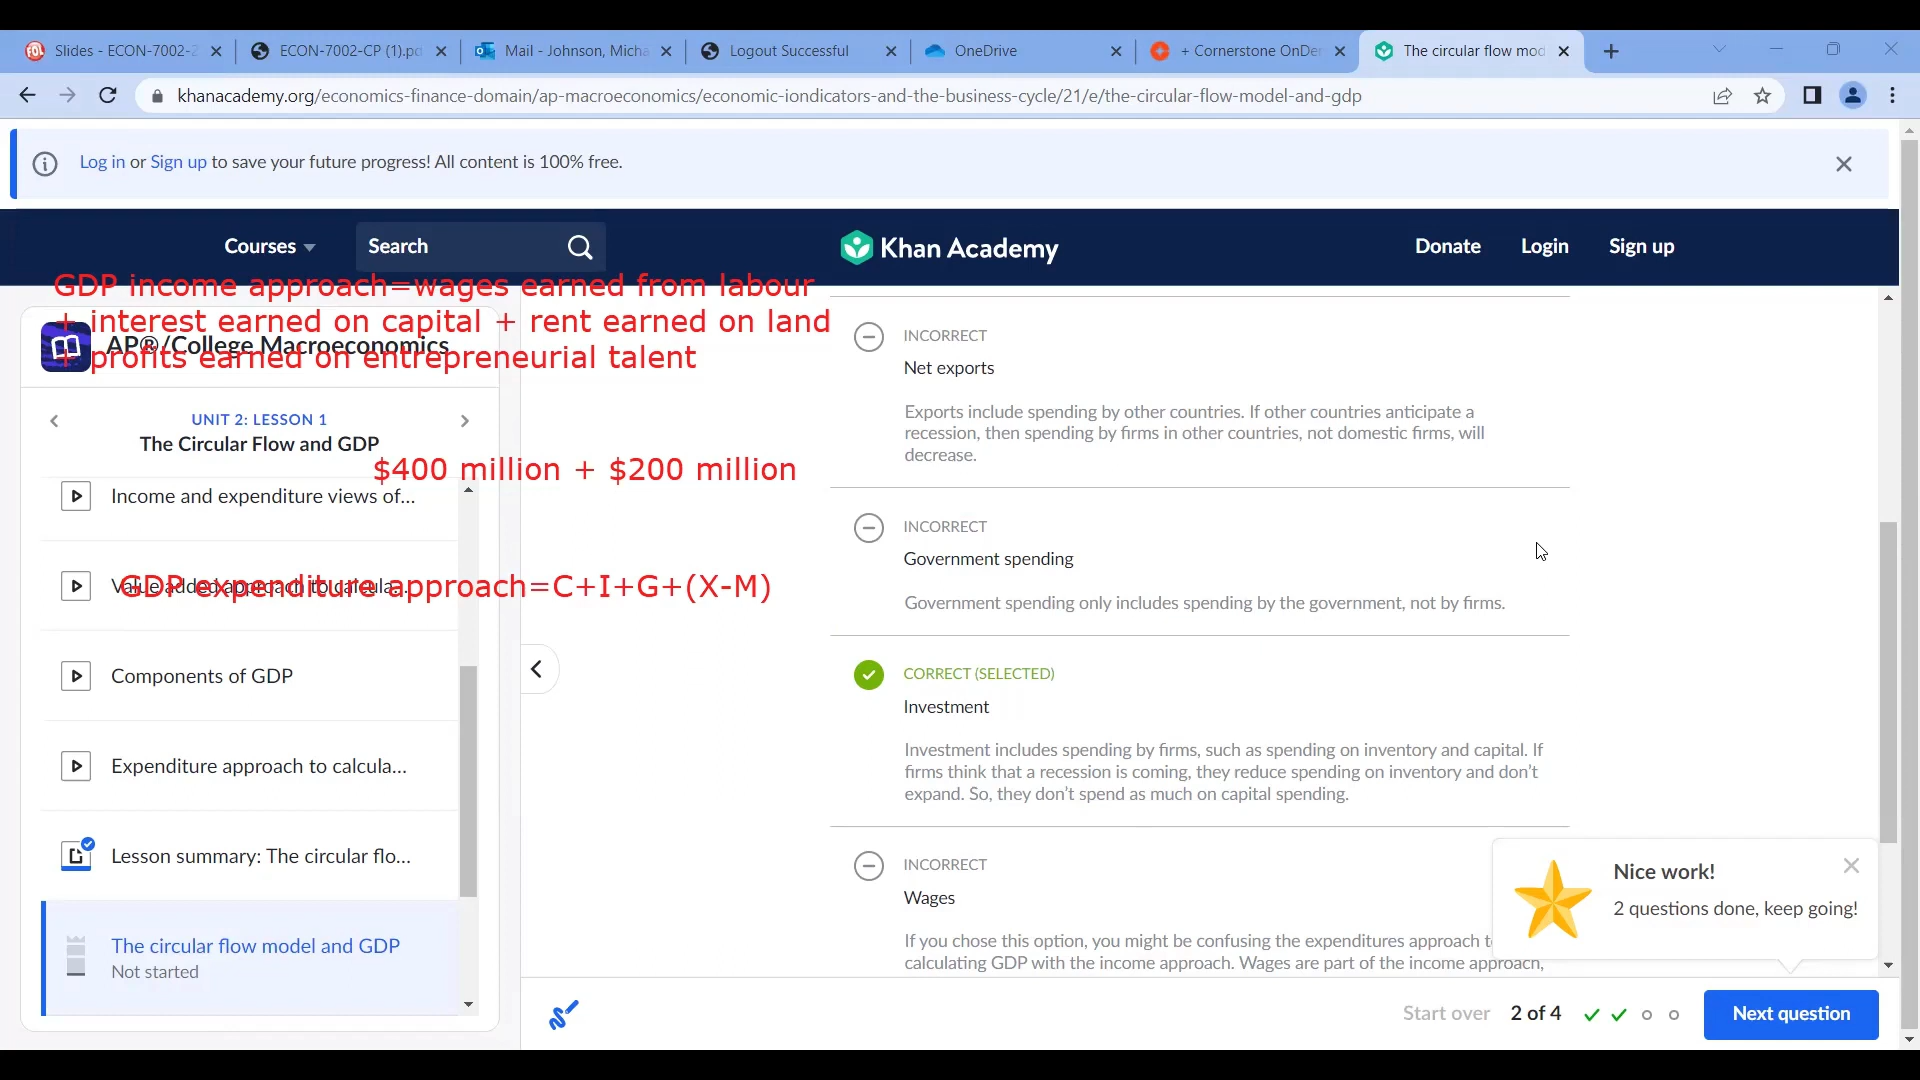 Slides - ECON-7002-2
ECON-7002-CP (1).pd
Mail - Johnson, Micha
Logout Successful
OneDrive
+ Cornerstone OnDer
The circular flow mod
khanacademy.org/economics-finance-domain/ap-macroeconomics/economic-iondicators-and-the-business-cycle/21/e/the-circular-flow-model-and-gdp
Log in or Sign up to save your future progress! All content is 100% free.
Courses
Search
Khan Academy
Donate
Login
Sign up
GDP income approach=wages earned from labour
+ interest earned on capital + rent earned on land
+ profits earned on entrepreneurial talent
AP®/College Macroeconomics
UNIT 2: LESSON 1
The Circular Flow and GDP
$400 million + $200 million
Income and expenditure views of...
Value added approach to calcula...
GDP expenditure approach=C+I+G+(X-M)
Components of GDP
Expenditure approach to calcula...
Lesson summary: The circular flo...
The circular flow model and GDP
Not started
INCORRECT
Net exports
Exports include spending by other countries. If other countries anticipate a
recession, then spending by firms in other countries, not domestic firms, will
decrease.
INCORRECT
Government spending
Government spending only includes spending by the government, not by firms.
CORRECT (SELECTED)
Investment
Investment includes spending by firms, such as spending on inventory and capital. If
firms think that a recession is coming, they reduce spending on inventory and don't
expand. So, they don't spend as much on capital spending.
INCORRECT
Wages
If you chose this option, you might be confusing the expenditures approach t
calculating GDP with the income approach. Wages are part of the income approach,
Nice work!
2 questions done, keep going!
Start over
2 of 4
Next question